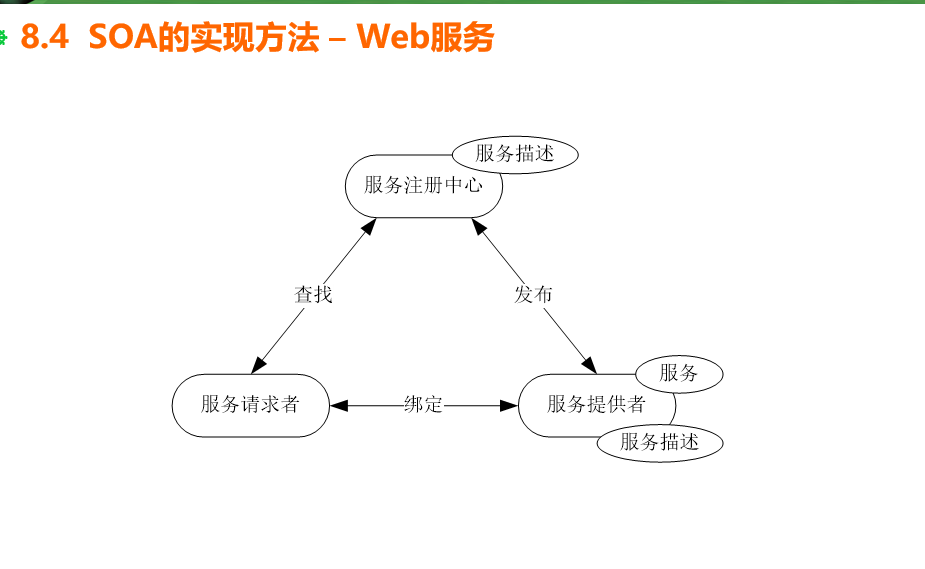 8.4 SOA的实现方法 – Web服务
服务描述
服务注册中心
查找
发布
服务
服务请求者
绑定
服务提供者
服务描述